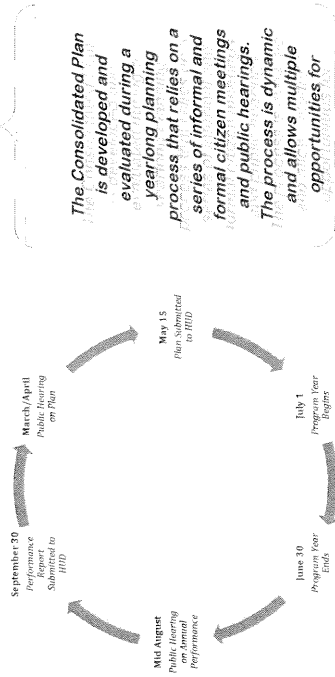 The Consolidated Plan
is developed and
evaluated during a
yearlong planning
process that relies on a
series of informal and
formal citizen meetings
and public hearings.
The process is dynamic
and allows multiple
opportunities for
March/April
Public Hearing
on Plan
May 15
Plan Submitted
to HUD
July 1
Program Year
Begins
June 30
Program Year
Ends
Mid August
Public Hearing
on Annual
Performance
September 30
Performance
Report
Submitted to
HUD